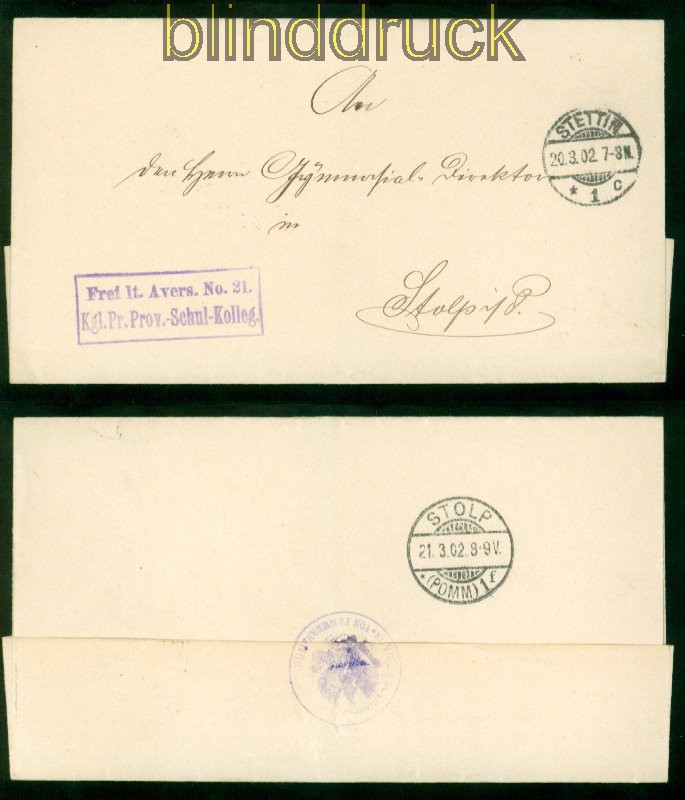 blinddruck
An
STETTIN
20.3.02. 7-8N.
* 1 c
den Herrn Gymnasial-Direktor
in
Frei lt. Avers. No. 21.
Kgl.Pr.Prov.-Schul-Kolleg.
Stolp i/P.
STOLP
21.3.02.8-9V.
* (POMM) 1f